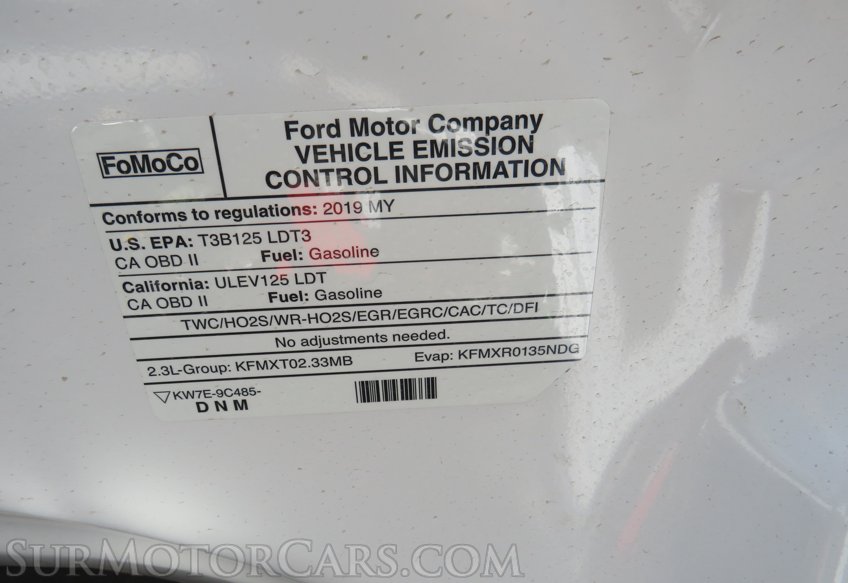 FoMoCo
Ford Motor Company
VEHICLE EMISSION
CONTROL INFORMATION
Conforms to regulations: 2019 MY
U.S. EPA: T3B125 LDT3
CA OBD II Fuel: Gasoline
California: ULEV125 LDT
CA OBD II Fuel: Gasoline
TWC/HO2S/WR-HO2S/EGR/EGRC/CAC/TC/DFI
No adjustments needed.
2.3L-Group: KFMXT02.33MB Evap: KFMXR0135NDG
KW7E-9C485-
DNM
SurMotorCars.com